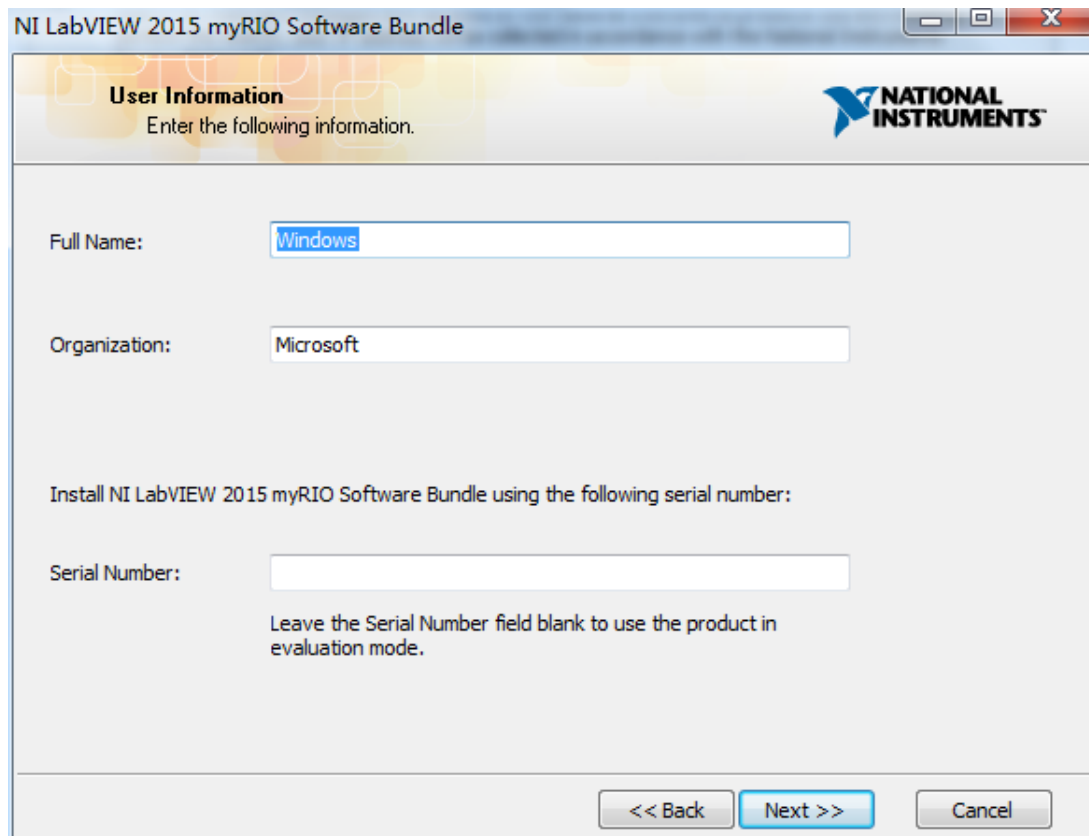 NI LabVIEW 2015 myRIO Software Bundle
User Information
Enter the following information.
NATIONAL
INSTRUMENTS™
Full Name:
Windows
Organization:
Microsoft
Install NI LabVIEW 2015 myRIO Software Bundle using the following serial number:
Serial Number:
Leave the Serial Number field blank to use the product in
evaluation mode.
<< Back
Next >>
Cancel